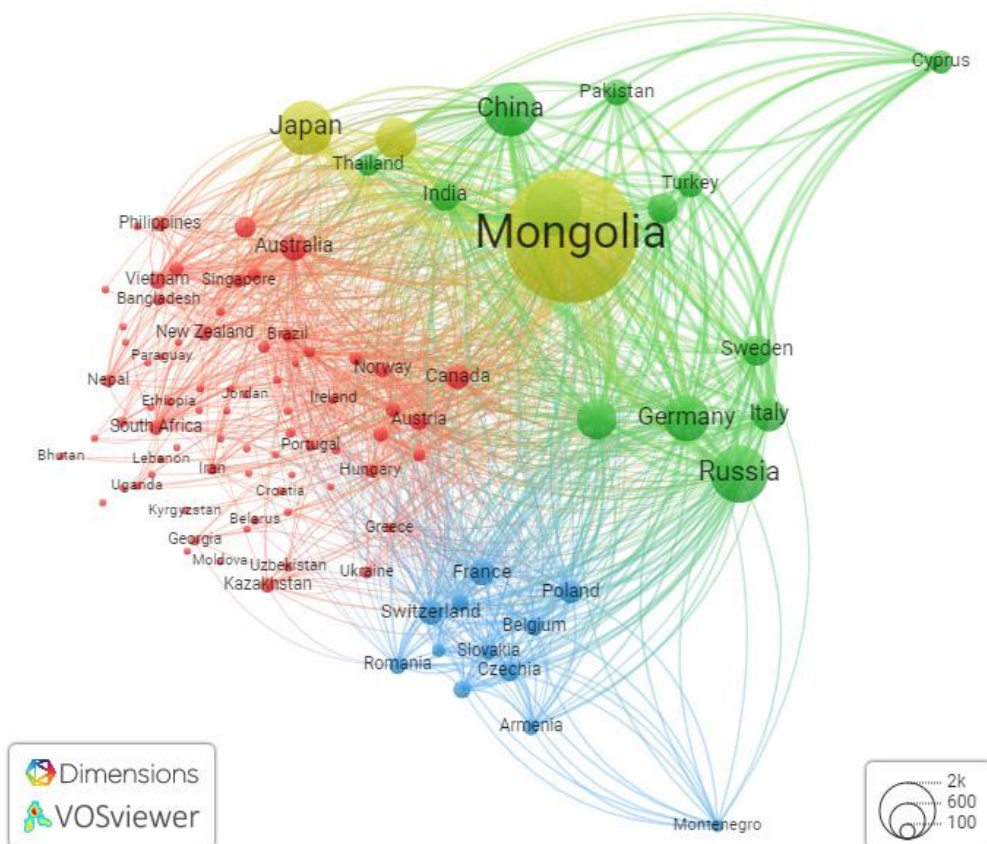 Cyprus
Pakistan
China
Japan
Thailand
Turkey
India
Philippines
Mongolia
Australia
Vietnam
Singapore
Bangladesh
New Zealand
Brazil
Sweden
Paraguay
Norway
Nepal
Canada
Jordan
Ireland
Ethiopia
Germany
Italy
Austria
South Africa
Portugal
Bhutan
Lebanon
Iran
Hungary
Russia
Uganda
Croatia
Kyrgyzstan
Belarus
Greece
Georgia
Moldova
Uzbekistan
Ukraine
France
Kazakhstan
Poland
Switzerland
Belgium
Slovakia
Romania
Czechia
Armenia
Montenegro
Dimensions
VOSviewer
2k
600
100